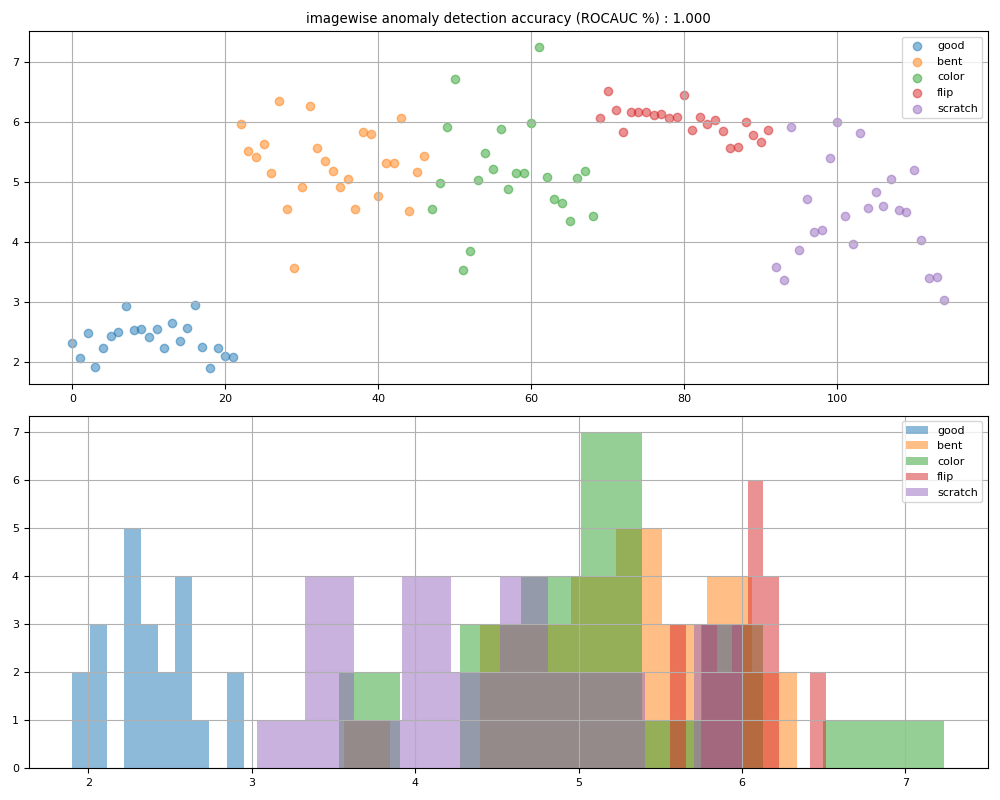 imagewise anomaly detection accuracy (ROCAUC %) : 1.000
7
6
5
4
3
2
good
bent
color
flip
scratch
0 20 40 60 80 100
7
6
5
4
3
2
1
0
good
bent
color
flip
scratch
2 3 4 5 6 7